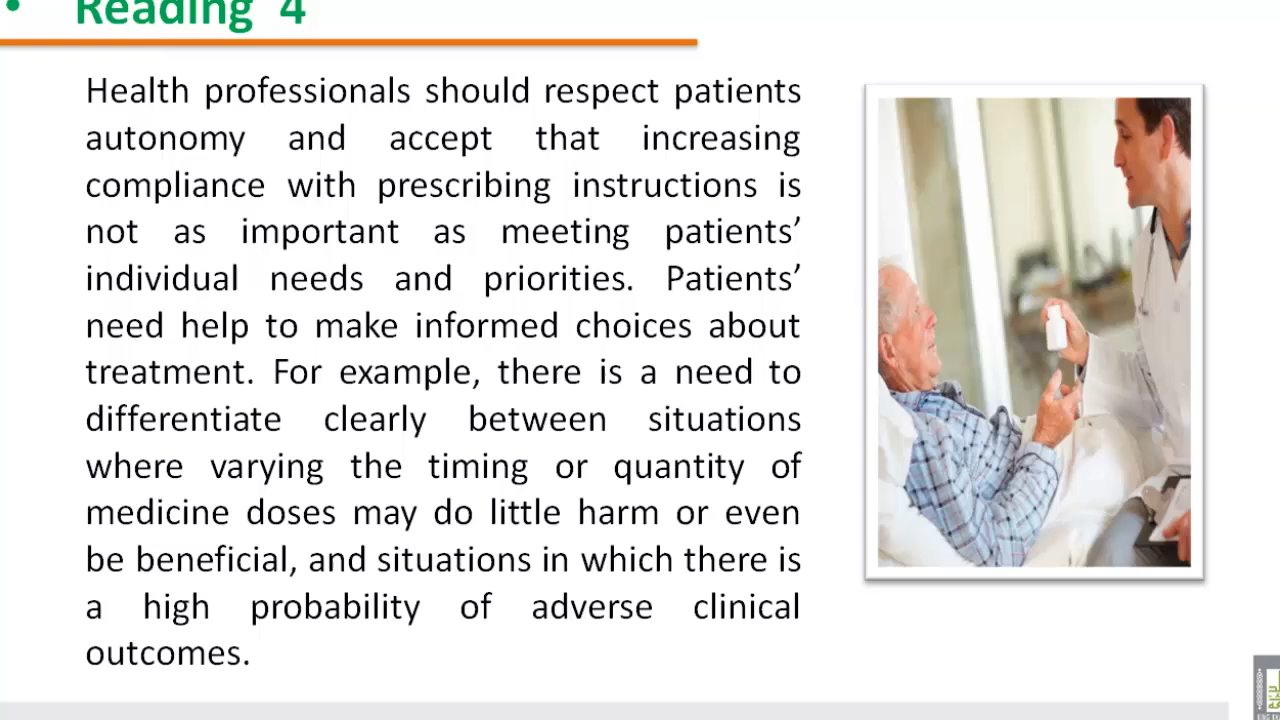 • Reading 4
Health professionals should respect patients
autonomy and accept that increasing
compliance with prescribing instructions is
not as important as meeting patients’
individual needs and priorities. Patients’
need help to make informed choices about
treatment. For example, there is a need to
differentiate clearly between situations
where varying the timing or quantity of
medicine doses may do little harm or even
be beneficial, and situations in which there is
a high probability of adverse clinical
outcomes.